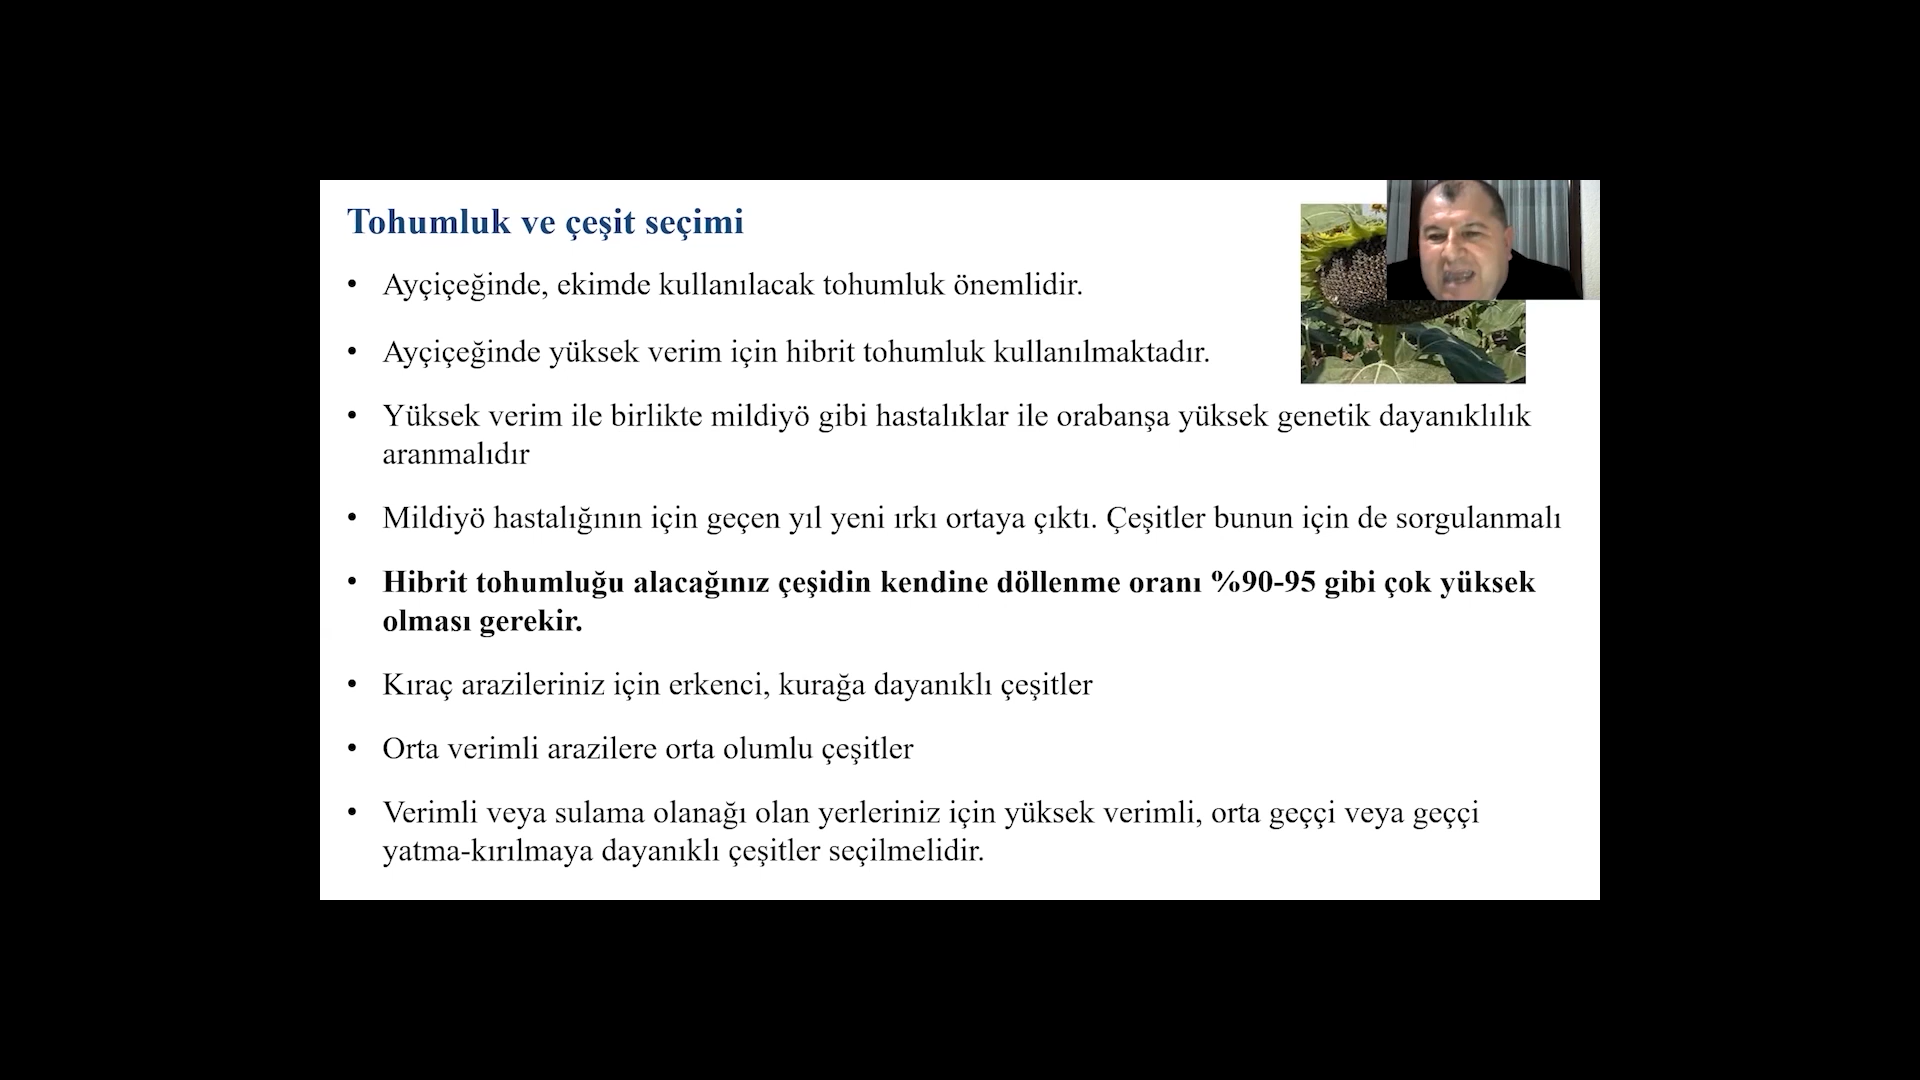 Tohumluk ve çeşit seçimi
• Ayçiçeğinde, ekimde kullanılacak tohumluk önemlidir.
• Ayçiçeğinde yüksek verim için hibrit tohumluk kullanılmaktadır.
• Yüksek verim ile birlikte mildiyö gibi hastalıklar ile orabanşa yüksek genetik dayanıklılık
aranmalıdır
• Mildiyö hastalığının için geçen yıl yeni ırkı ortaya çıktı. Çeşitler bunun için de sorgulanmalı
• Hibrit tohumluğu alacağınız çeşidin kendine döllenme oranı %90-95 gibi çok yüksek
olması gerekir.
• Kıraç arazileriniz için erkenci, kurağa dayanıklı çeşitler
• Orta verimli arazilere orta olumlu çeşitler
• Verimli veya sulama olanağı olan yerleriniz için yüksek verimli, orta geççi veya geççi
yatma-kırılmaya dayanıklı çeşitler seçilmelidir.